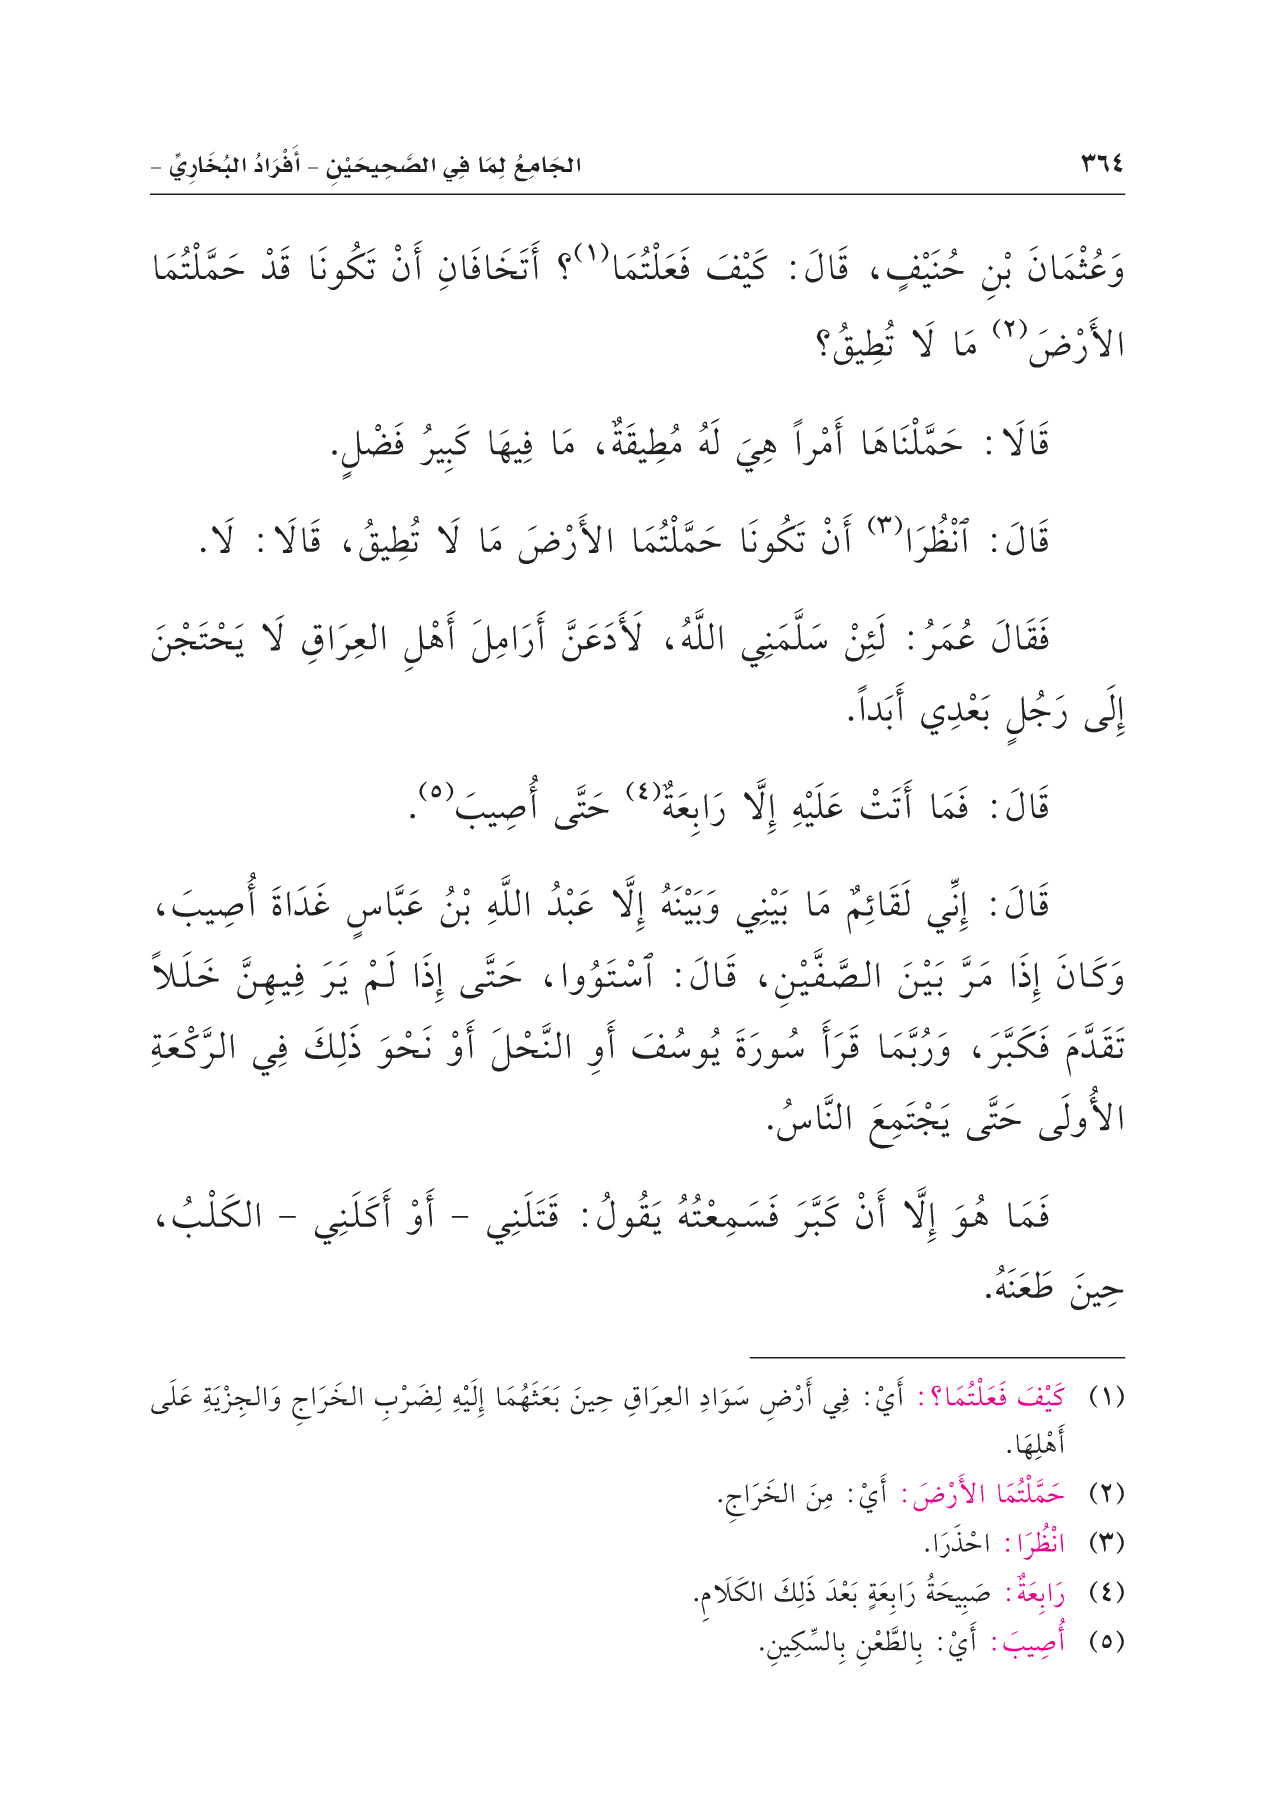 ٣٦٤
الجَامِعُ لِمَا فِي الصَّحِيحَيْنِ – أَفْرَادُ البُخَارِيِّ –
وَعُثْمَانَ بْنِ حُنَيْفٍ، قَالَ: كَيْفَ فَعَلْتُمَا(١)؟ أَتَخَافَانِ أَنْ تَكُونَا قَدْ حَمَّلْتُمَا
الأَرْضَ(٢) مَا لَا تُطِيقُ؟
قَالَا: حَمَّلْنَاهَا أَمْراً هِيَ لَهُ مُطِيقَةٌ، مَا فِيهَا كَبِيرُ فَضْلٍ.
قَالَ: ٱنْظُرَا(٣) أَنْ تَكُونَا حَمَّلْتُمَا الأَرْضَ مَا لَا تُطِيقُ، قَالَا: لَا.
فَقَالَ عُمَرُ: لَئِنْ سَلَّمَنِي اللَّهُ، لَأَدَعَنَّ أَرَامِلَ أَهْلِ العِرَاقِ لَا يَحْتَجْنَ
إِلَى رَجُلٍ بَعْدِي أَبَداً.
قَالَ: فَمَا أَتَتْ عَلَيْهِ إِلَّا رَابِعَةٌ(٤) حَتَّى أُصِيبَ(٥).
قَالَ: إِنِّي لَقَائِمٌ مَا بَيْنِي وَبَيْنَهُ إِلَّا عَبْدُ اللَّهِ بْنُ عَبَّاسٍ غَدَاةَ أُصِيبَ،
وَكَانَ إِذَا مَرَّ بَيْنَ الصَّفَّيْنِ، قَالَ: ٱسْتَوُوا، حَتَّى إِذَا لَمْ يَرَ فِيهِنَّ خَلَلاً
تَقَدَّمَ فَكَبَّرَ، وَرُبَّمَا قَرَأَ سُورَةَ يُوسُفَ أَوِ النَّحْلَ أَوْ نَحْوَ ذَلِكَ فِي الرَّكْعَةِ
الأُولَى حَتَّى يَجْتَمِعَ النَّاسُ.
فَمَا هُوَ إِلَّا أَنْ كَبَّرَ فَسَمِعْتُهُ يَقُولُ: قَتَلَنِي – أَوْ أَكَلَنِي – الكَلْبُ،
حِينَ طَعَنَهُ.
(١) كَيْفَ فَعَلْتُمَا؟: أَيْ: فِي أَرْضِ سَوَادِ العِرَاقِ حِينَ بَعَثَهُمَا إِلَيْهِ لِضَرْبِ الخَرَاجِ وَالجِزْيَةِ عَلَى
أَهْلِهَا.
(٢) حَمَّلْتُمَا الأَرْضَ: أَيْ: مِنَ الخَرَاجِ.
(٣) انْظُرَا: احْذَرَا.
(٤) رَابِعَةٌ: صَبِيحَةُ رَابِعَةٍ بَعْدَ ذَلِكَ الكَلَامِ.
(٥) أُصِيبَ: أَيْ: بِالطَّعْنِ بِالسِّكِينِ.